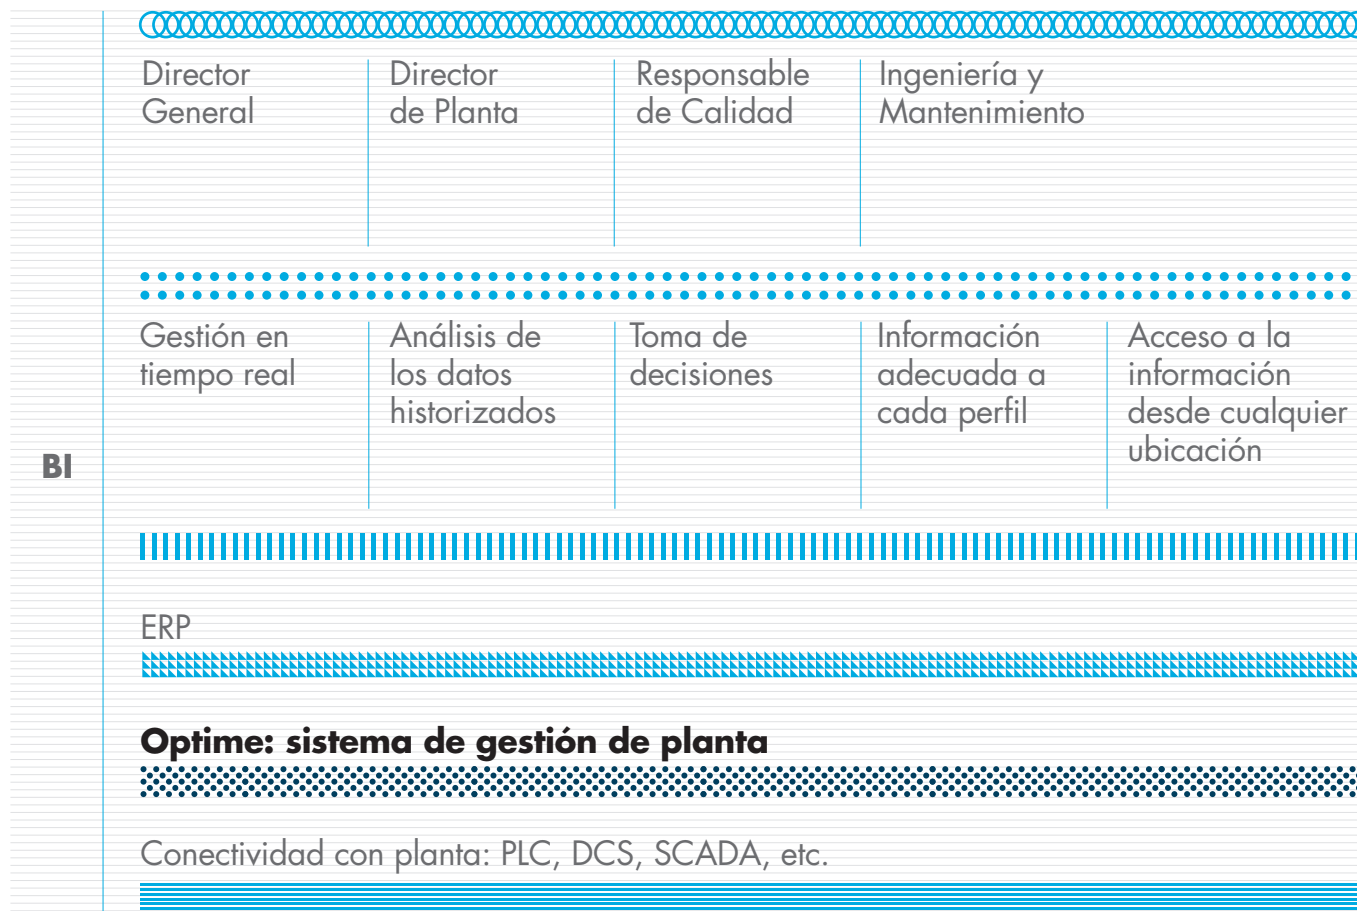 Director
General
Director
de Planta
Responsable
de Calidad
Ingeniería y
Mantenimiento
Gestión en
tiempo real
Análisis de
los datos
historizados
Toma de
decisiones
Información
adecuada a
cada perfil
Acceso a la
información
desde cualquier
ubicación
BI
ERP
Optime: sistema de gestión de planta
Conectividad con planta: PLC, DCS, SCADA, etc.